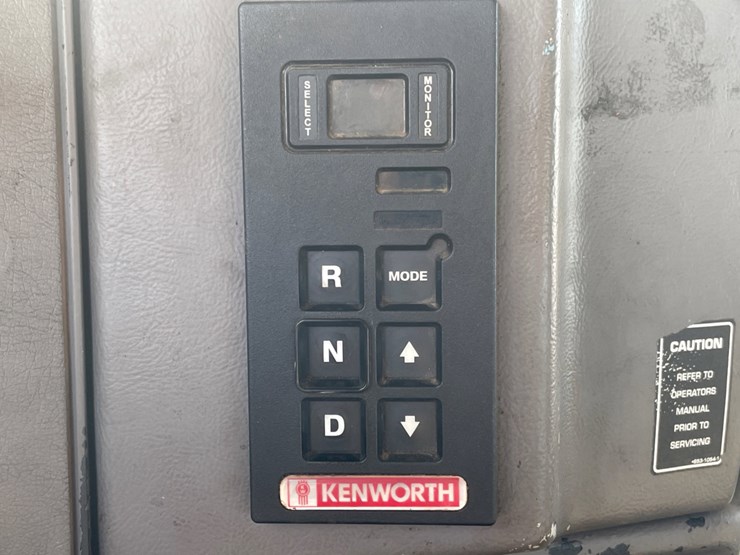 SELECT
MONITOR
R
MODE
N
D
KENWORTH
CAUTION
REFER TO
OPERATORS
MANUAL
PRIOR TO
SERVICING